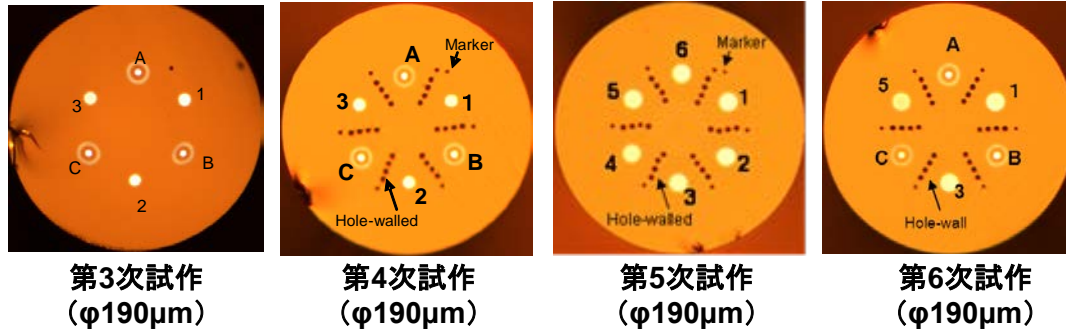 A
1
3
C
B
2
第3次試作
（φ190μm）
Marker
A
3
1
C
B
2
Hole-walled
第4次試作
（φ190μm）
6
Marker
5
1
4
2
3
Hole-walled
第5次試作
（φ190μm）
A
5
1
C
B
3
Hole-wall
第6次試作
（φ190μm）